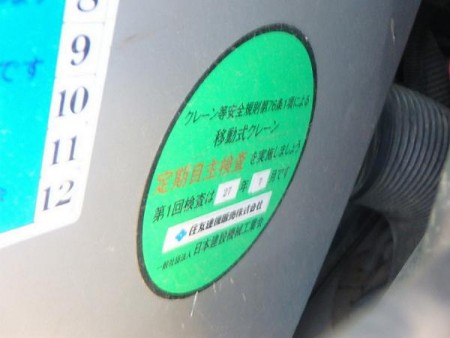 8
9
10
11
12
です
クレーン等安全規則第76条1項による
移動式クレーン
定期自主検査を実施しましょう
第1回検査は 27 年 7 月です
住友建機販売株式会社
一般社団法人 日本建設機械工業会